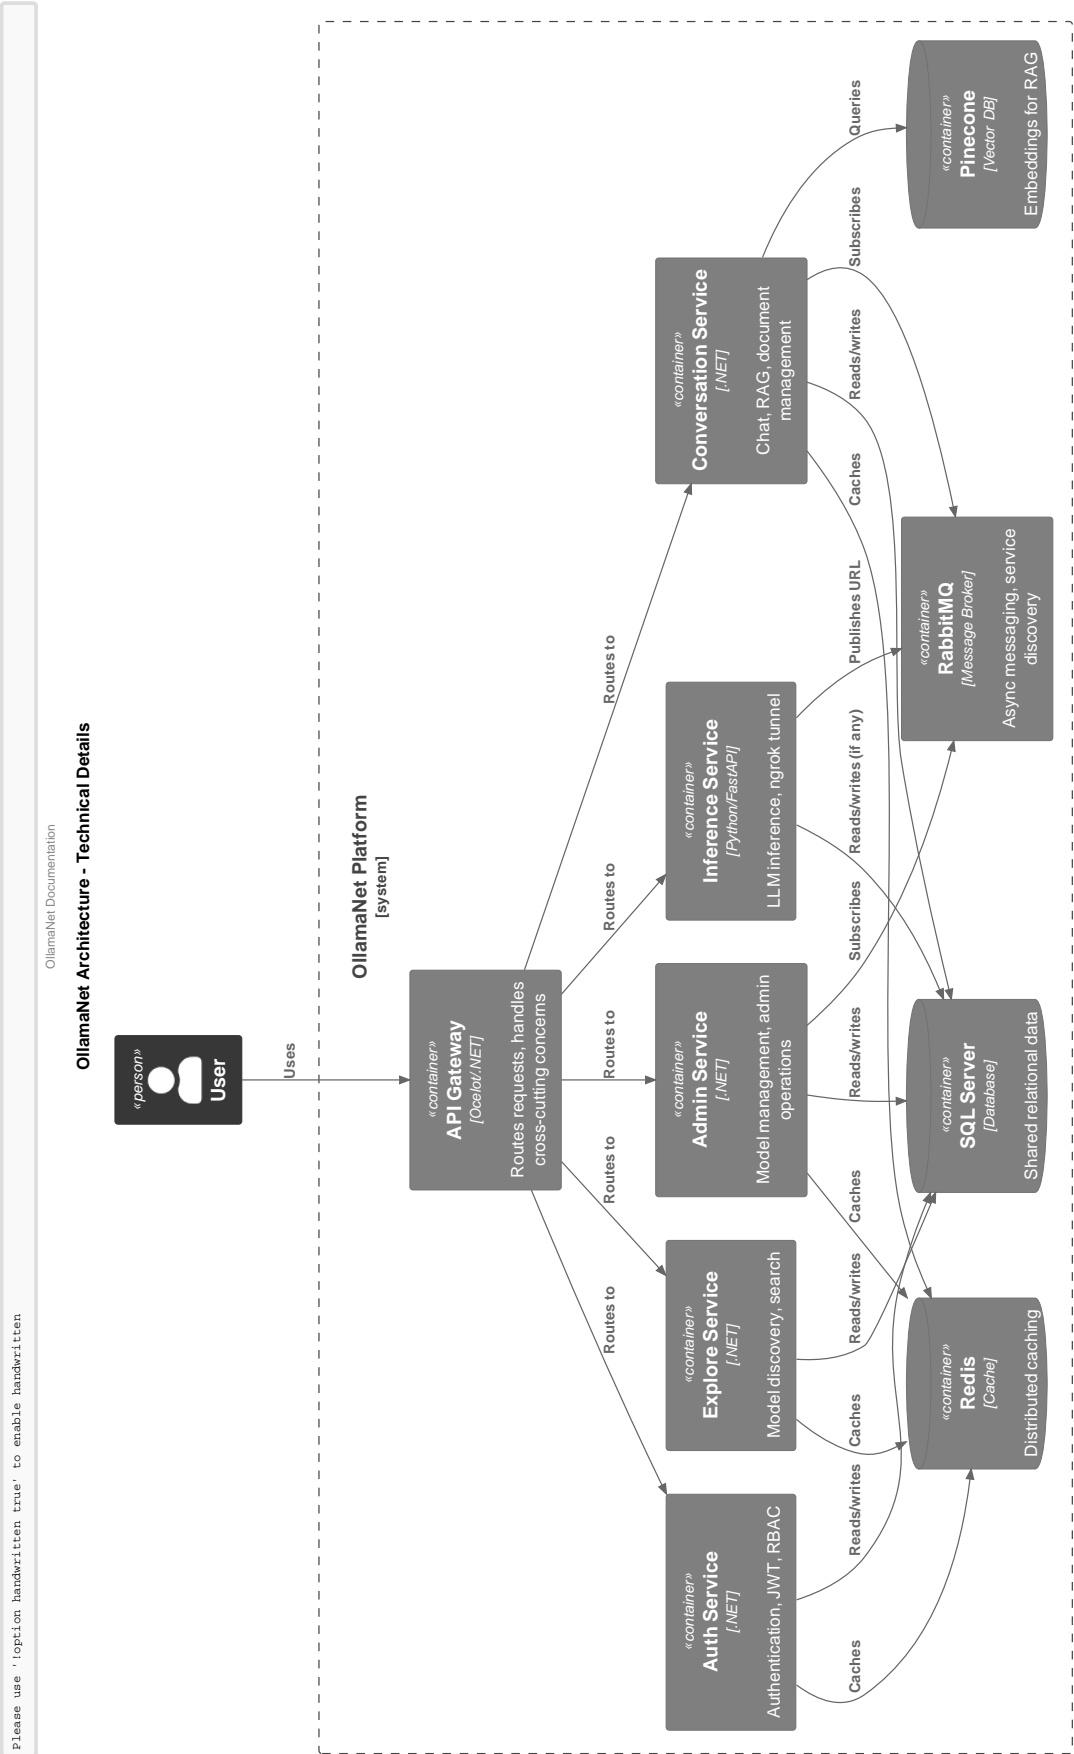 Please use '!option handwritten true' to enable handwritten
OllamaNet Documentation
OllamaNet Architecture - Technical Details
«person»
User
Uses
OllamaNet Platform
[system]
«container»
API Gateway
[Ocelot/.NET]
Routes requests, handles
cross-cutting concerns
Routes to
Routes to
Routes to
Routes to
Routes to
«container»
Auth Service
[.NET]
Authentication, JWT, RBAC
«container»
Explore Service
[.NET]
Model discovery, search
«container»
Admin Service
[.NET]
Model management, admin
operations
«container»
Inference Service
[Python/FastAPI]
LLM inference, ngrok tunnel
«container»
Conversation Service
[.NET]
Chat, RAG, document
management
Caches
Reads/writes
Caches
Reads/writes
Caches
Reads/writes
Subscribes
Reads/writes (if any)
Publishes URL
Caches
Reads/writes
Subscribes
Queries
«container»
Redis
[Cache]
Distributed caching
«container»
SQL Server
[Database]
Shared relational data
«container»
RabbitMQ
[Message Broker]
Async messaging, service
discovery
«container»
Pinecone
[Vector DB]
Embeddings for RAG